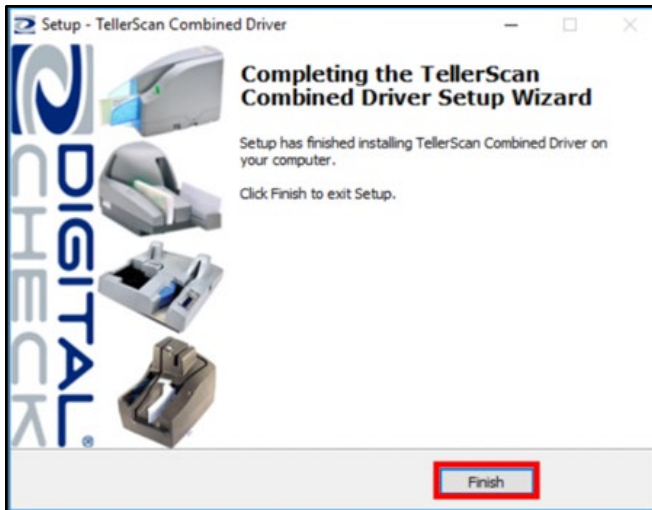 Setup - TellerScan Combined Driver
DIGITAL
CHECK
®
Completing the TellerScan
Combined Driver Setup Wizard
Setup has finished installing TellerScan Combined Driver on
your computer.
Click Finish to exit Setup.
Finish